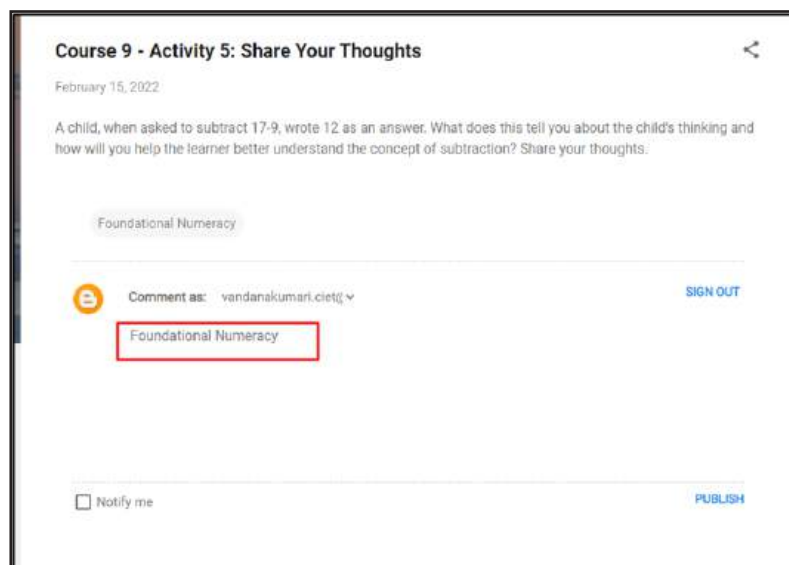 Course 9 - Activity 5: Share Your Thoughts
February 15, 2022
A child, when asked to subtract 17-9, wrote 12 as an answer. What does this tell you about the child's thinking and
how will you help the learner better understand the concept of subtraction? Share your thoughts.
Foundational Numeracy
Comment as: vandanakumari.ciet@
SIGN OUT
Foundational Numeracy
Notify me
PUBLISH